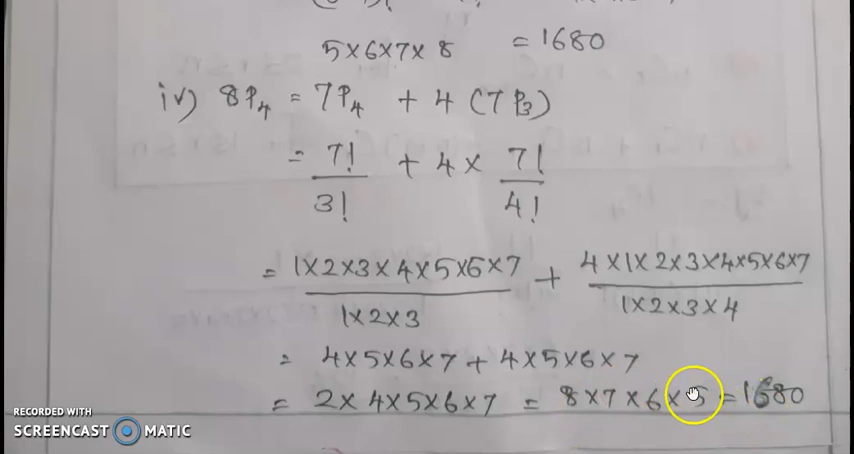 5×6×7×8 = 1680
iv) 8P₄ = 7P₄ + 4 (7P₃)
= 7!/3! + 4× 7!/4!
= 1×2×3×4×5×6×7/1×2×3 + 4×1×2×3×4×5×6×7/1×2×3×4
= 4×5×6×7 + 4×5×6×7
= 2×4×5×6×7 = 8×7×6×5 = 1680
RECORDED WITH
SCREENCAST MATIC